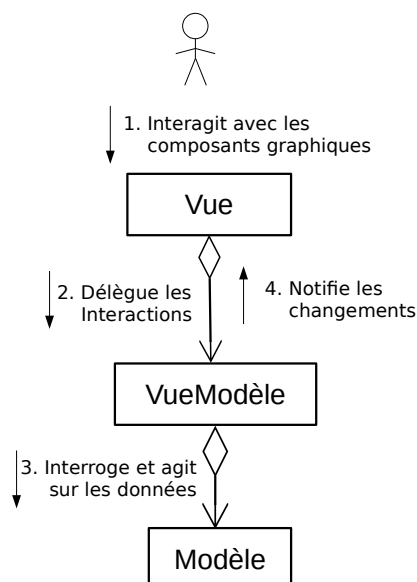 1. Interagit avec les
composants graphiques
Vue
2. Délègue les
Interactions
4. Notifie les
changements
VueModèle
3. Interroge et agit
sur les données
Modèle